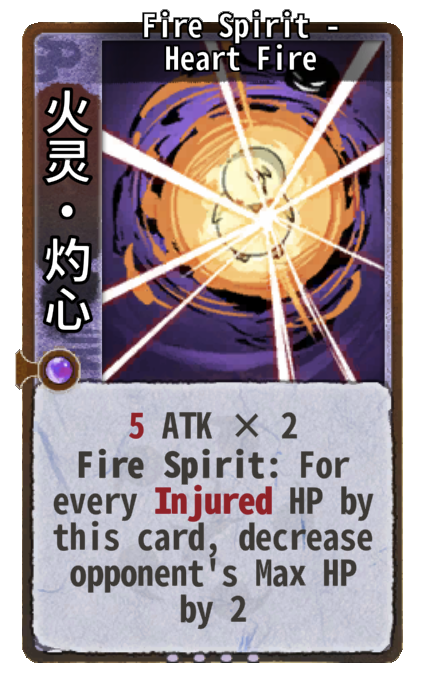 Fire Spirit -
Heart Fire
火灵·灼心
5 ATK × 2
Fire Spirit: For
every Injured HP by
this card, decrease
opponent's Max HP
by 2